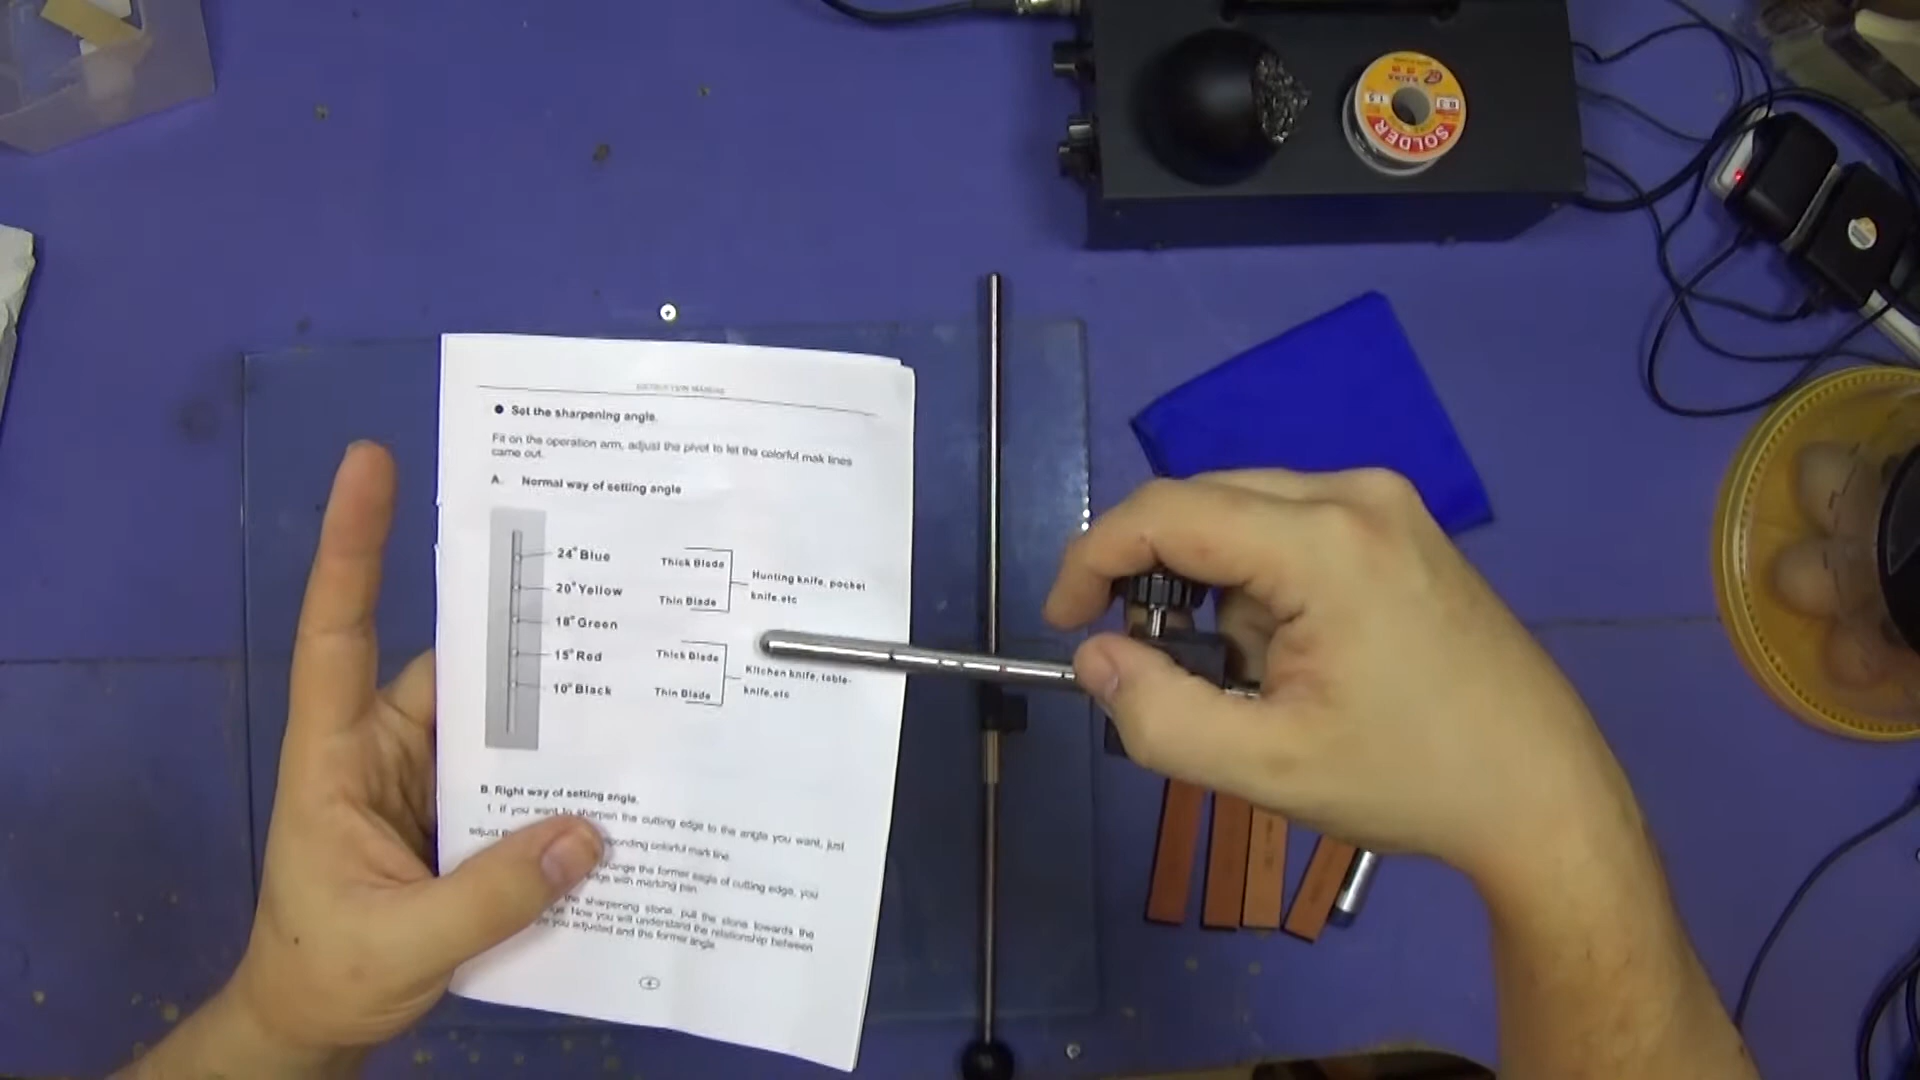 INSTRUCTION MANUAL
● Set the sharpening angle.
Fit on the operation arm, adjust the pivot to let the colorful mak lines
came out.
A. Normal way of setting angle
24°Blue
20°Yellow
18°Green
15°Red
10°Black
Thick Blade
Thin Blade
Hunting knife, pocket
knife,etc
Thick Blade
Thin Blade
Kitchen knife, table-
knife,etc
B. Right way of setting angle.
1. If you want to sharpen the cutting edge to the angle you want, just
adjust
ponding colorful mark line.
change the former angle of cutting edge, you
edge with marking pen.
the sharpening stone, pull the stone towards the
Now you will understand the relationship between
you adjusted and the former angle
4
SOLDER